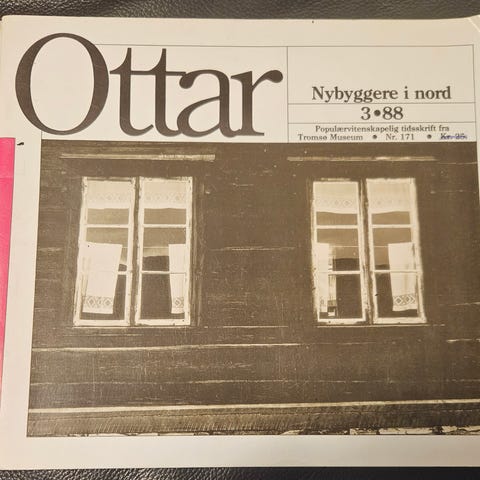 Ottar
Nybyggere i nord
3•88
Populærvitenskapelig tidsskrift fra
Tromsø Museum • Nr. 171 • Kr. 25.